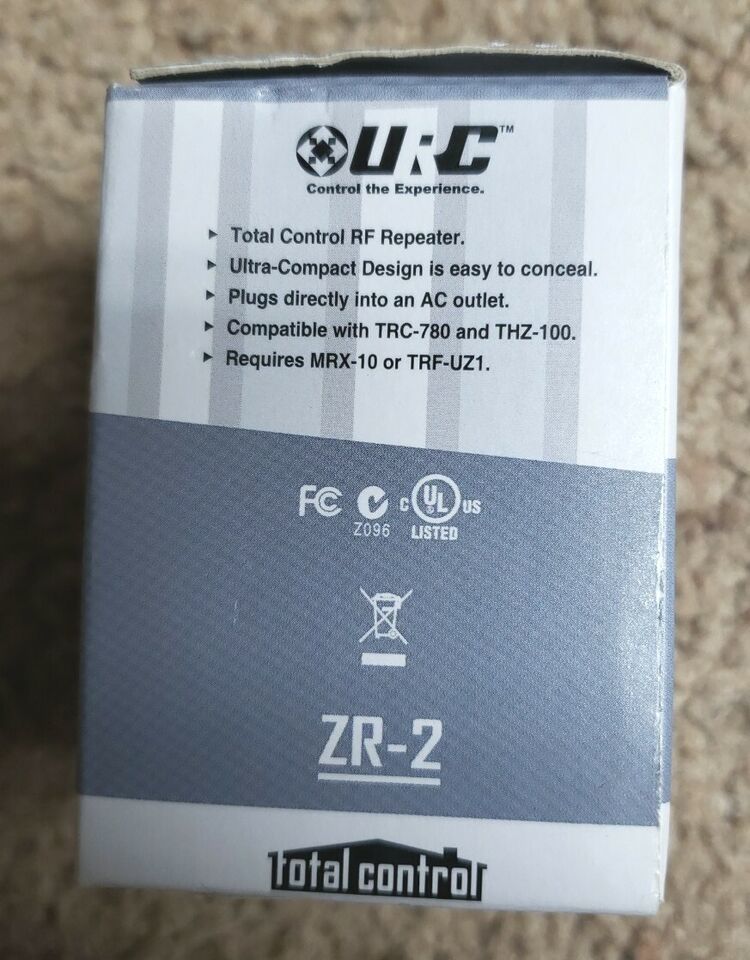 URC™
Control the Experience.
▶ Total Control RF Repeater.
▶ Ultra-Compact Design is easy to conceal.
▶ Plugs directly into an AC outlet.
▶ Compatible with TRC-780 and THZ-100.
▶ Requires MRX-10 or TRF-UZ1.
FC C UL US
Z096 LISTED
ZR-2
total control